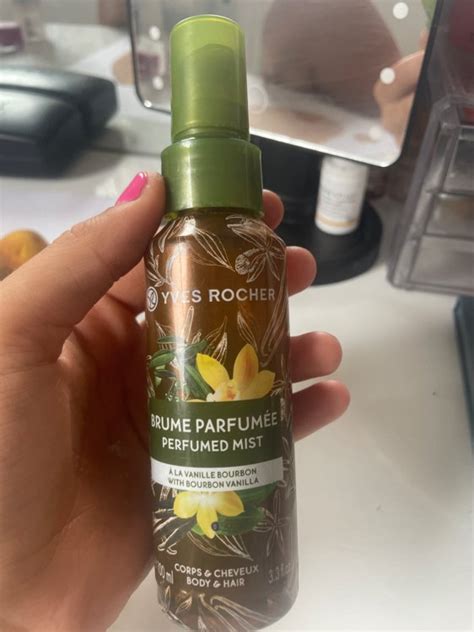 YVES ROCHER
BRUME PARFUMÉE
PERFUMED MIST
À LA VANILLE BOURBON
WITH BOURBON VANILLA
CORPS & CHEVEUX
BODY & HAIR